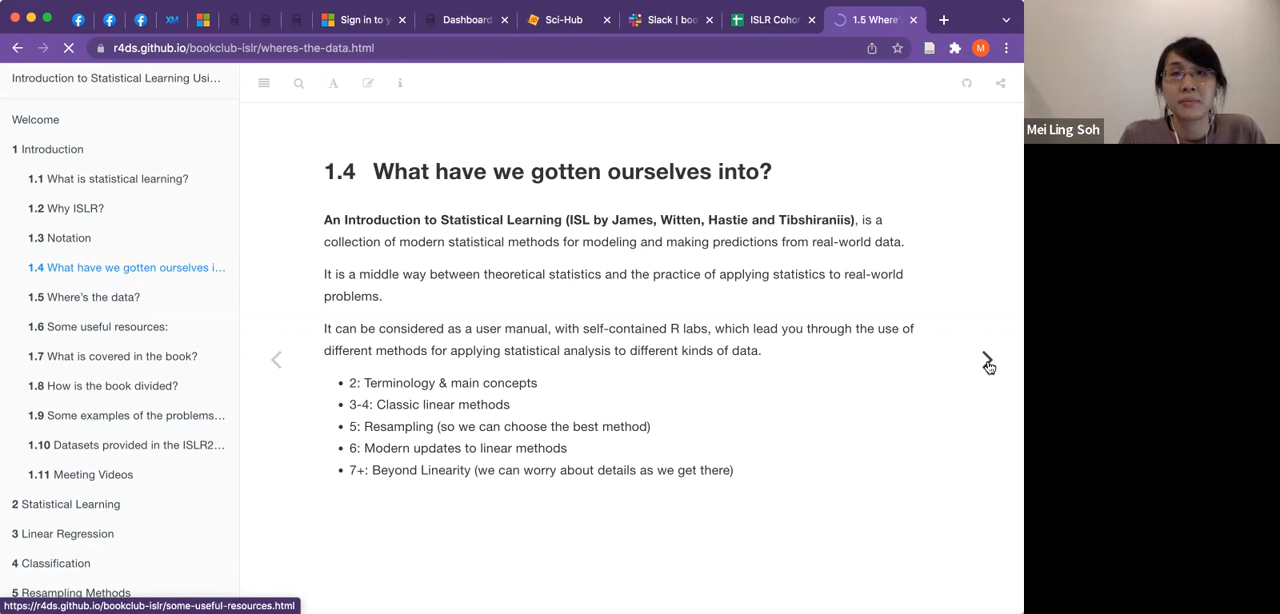 Sign in to y
Dashboard
Sci-Hub
Slack | boo
ISLR Cohor
1.5 Where'
r4ds.github.io/bookclub-islr/wheres-the-data.html
M
Introduction to Statistical Learning Usi...
Welcome
1 Introduction
1.1 What is statistical learning?
1.2 Why ISLR?
1.3 Notation
1.4 What have we gotten ourselves i...
1.5 Where's the data?
1.6 Some useful resources:
1.7 What is covered in the book?
1.8 How is the book divided?
1.9 Some examples of the problems...
1.10 Datasets provided in the ISLR2...
1.11 Meeting Videos
2 Statistical Learning
3 Linear Regression
4 Classification
5 Resampling Methods
https://r4ds.github.io/bookclub-islr/some-useful-resources.html
1.4 What have we gotten ourselves into?
An Introduction to Statistical Learning (ISL by James, Witten, Hastie and Tibshiraniis), is a
collection of modern statistical methods for modeling and making predictions from real-world data.
It is a middle way between theoretical statistics and the practice of applying statistics to real-world
problems.
It can be considered as a user manual, with self-contained R labs, which lead you through the use of
different methods for applying statistical analysis to different kinds of data.
• 2: Terminology & main concepts
• 3-4: Classic linear methods
• 5: Resampling (so we can choose the best method)
• 6: Modern updates to linear methods
• 7+: Beyond Linearity (we can worry about details as we get there)
Mei Ling Soh